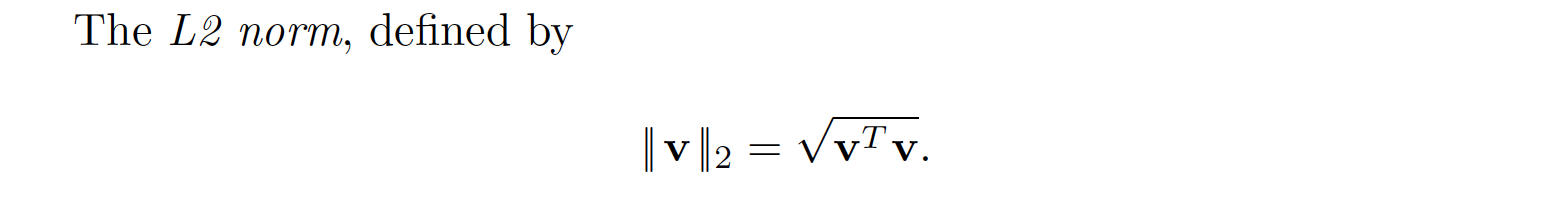 The L2 norm, defined by
‖v‖₂ = √(vᵀv).